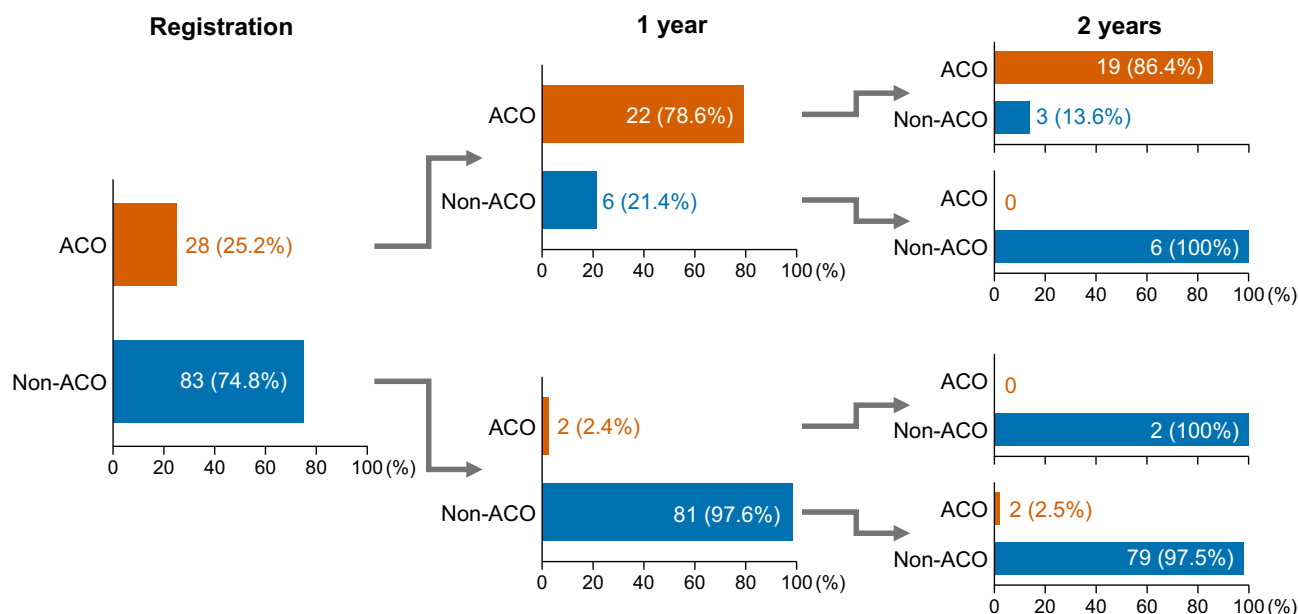 Registration
1 year
2 years
ACO
28 (25.2%)
Non-ACO
83 (74.8%)
0 20 40 60 80 100 (%)
ACO
22 (78.6%)
Non-ACO
6 (21.4%)
0 20 40 60 80 100 (%)
ACO
2 (2.4%)
Non-ACO
81 (97.6%)
0 20 40 60 80 100 (%)
ACO
19 (86.4%)
Non-ACO
3 (13.6%)
ACO
0
Non-ACO
6 (100%)
0 20 40 60 80 100 (%)
ACO
0
Non-ACO
2 (100%)
ACO
2 (2.5%)
Non-ACO
79 (97.5%)
0 20 40 60 80 100 (%)